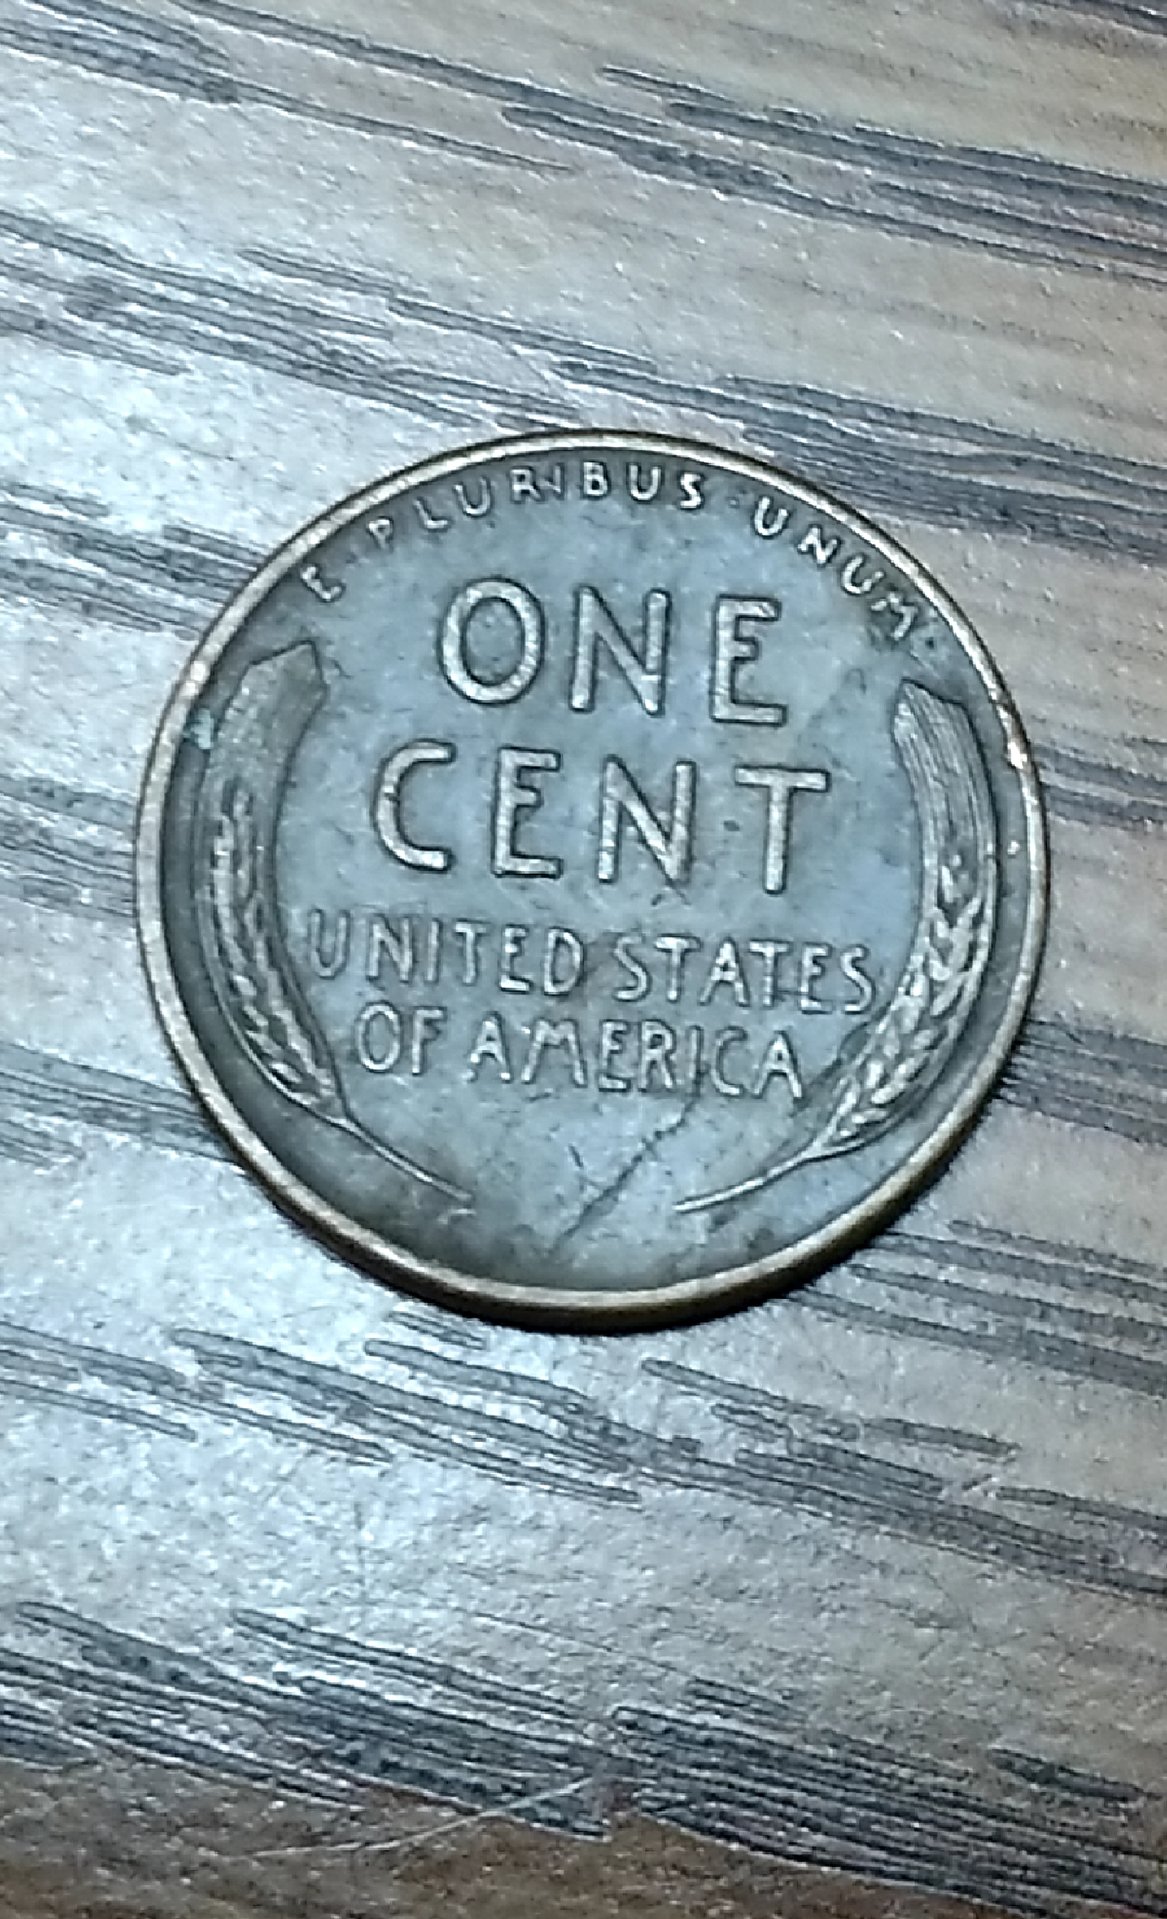 E · PLURIBUS · UNUM ·
ONE
CENT
UNITED STATES
OF AMERICA